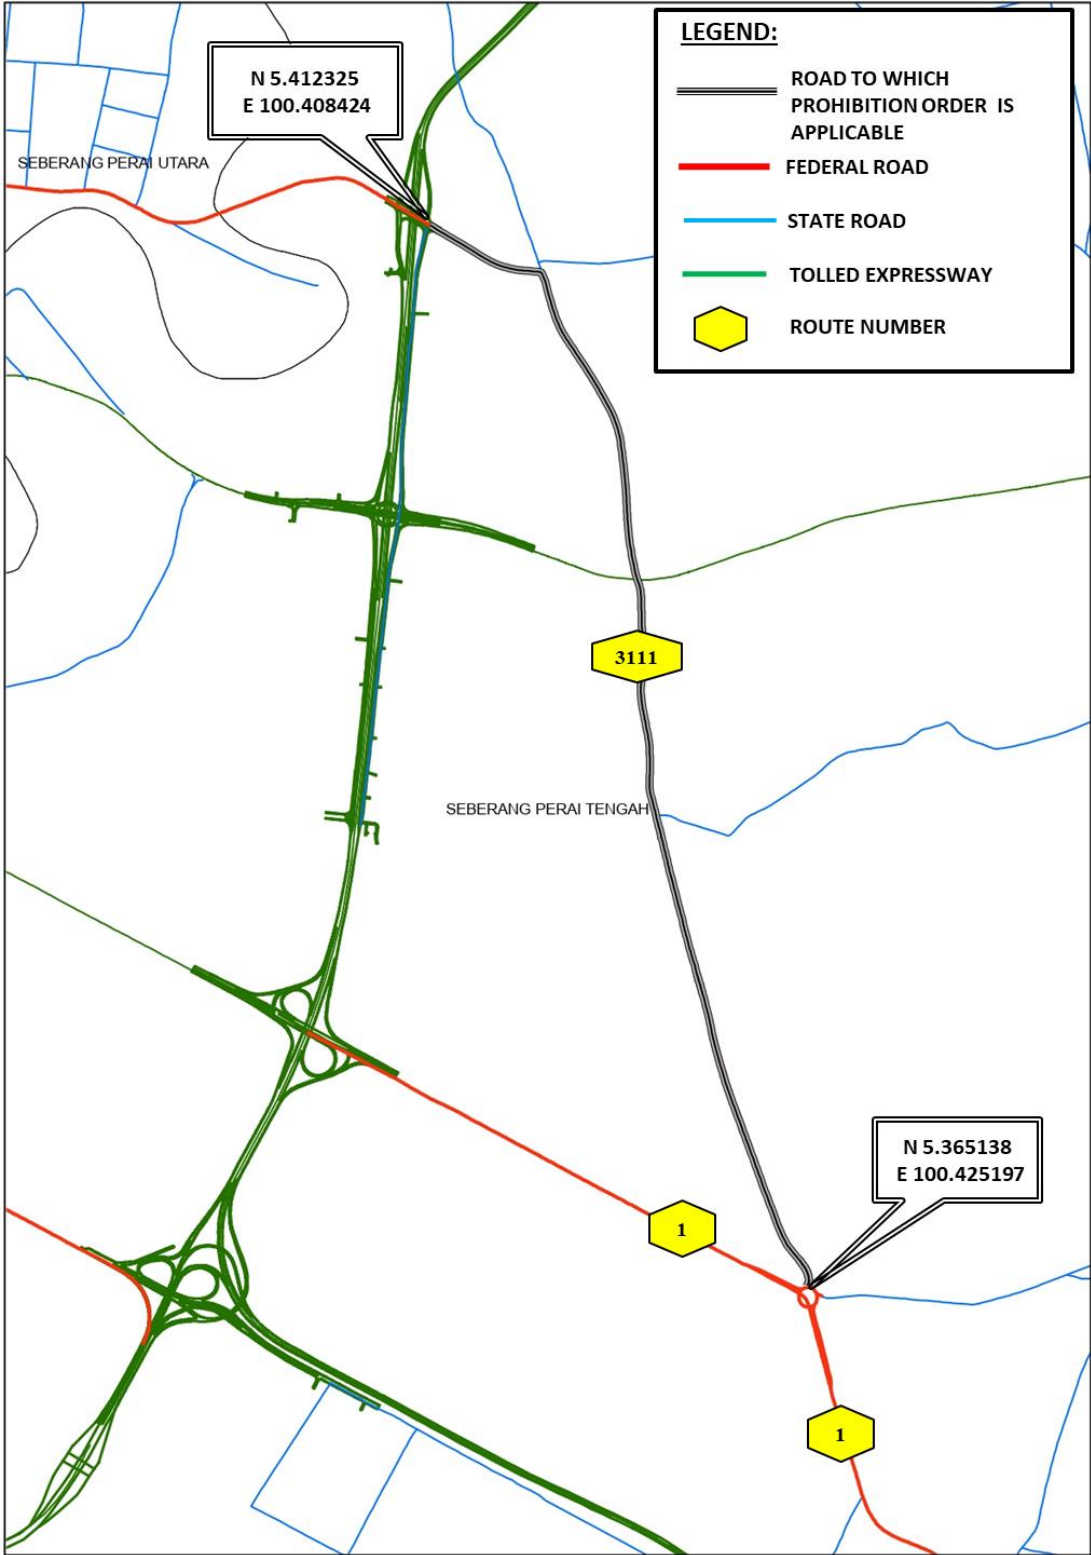 LEGEND:
ROAD TO WHICH
PROHIBITION ORDER IS
APPLICABLE
FEDERAL ROAD
STATE ROAD
TOLLED EXPRESSWAY
ROUTE NUMBER
N 5.412325
E 100.408424
SEBERANG PERAI UTARA
3111
SEBERANG PERAI TENGAH
N 5.365138
E 100.425197
1
1